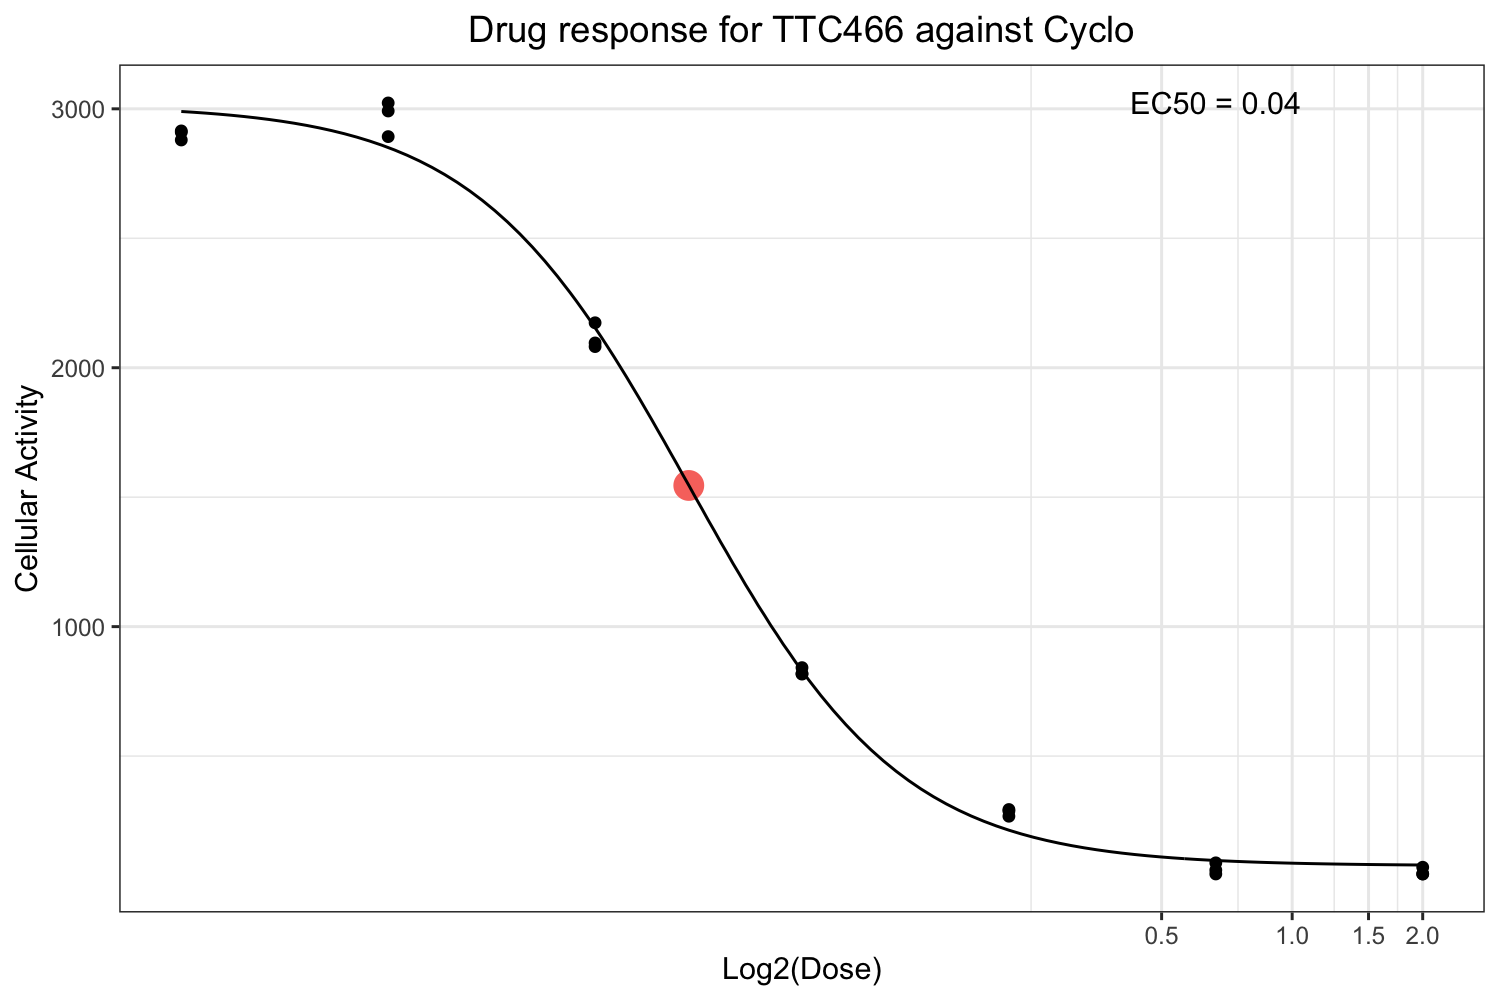 Drug response for TTC466 against Cyclo
EC50 = 0.04
3000
2000
1000
Cellular Activity
0.5 1.0 1.5 2.0
Log2(Dose)